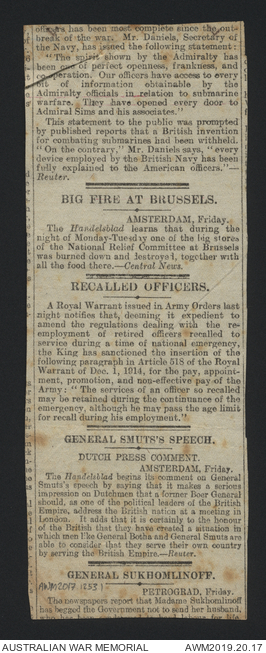 officers has been most complete since the out-
break of the war. Mr. Daniels, Secretary of
the Navy, has issued the following statement:
"The spirit shown by the Admiralty has
been one of perfect openness, frankness, and
co-operation. Our officers have access to every
bit of information obtainable by the
Admiralty officials in relation to submarine
warfare. They have opened every door to
Admiral Sims and his associates."
This statement to the public was prompted
by published reports that a British invention
for combating submarines had been withheld.
"On the contrary," Mr. Daniels says, "every
device employed by the British Navy has been
fully explained to the American officers."—
Reuter.
BIG FIRE AT BRUSSELS.
AMSTERDAM, Friday.
The Handelsblad learns that during the
night of Monday-Tuesday one of the big stores
of the National Relief Committee at Brussels
was burned down and destroyed, together with
all the food there.—Central News.
RECALLED OFFICERS.
A Royal Warrant issued in Army Orders last
night notifies that, deeming it expedient to
amend the regulations dealing with the re-
employment of retired officers recalled to
service during a time of national emergency,
the King has sanctioned the insertion of the
following paragraph in Article 518 of the Royal
Warrant of Dec. 1, 1914, for the pay, appoint-
ment, promotion, and non-effective pay of the
Army: "The services of an officer so recalled
may be retained during the continuance of the
emergency, although he may pass the age limit
for recall during his employment."
GENERAL SMUTS'S SPEECH.
DUTCH PRESS COMMENT.
AMSTERDAM, Friday.
The Handelsblad begins its comment on General
Smuts's speech by saying that it makes a serious
impression on Dutchmen that a former Boer General
should, as one of the political leaders of the British
Empire, address the British nation at a meeting in
London. It adds that it is certainly to the honour
of the British that they have created a situation in
which men like General Botha and General Smuts are
able to consider that they serve their own country
by serving the British Empire.—Reuter.
GENERAL SUKHOMLINOFF.
AWM2017.1253.1
PETROGRAD, Friday.
The newspapers report that Madame Sukhomlinoff
has begged the Government not to send her husband,
AUSTRALIAN WAR MEMORIAL
AWM2019.20.17